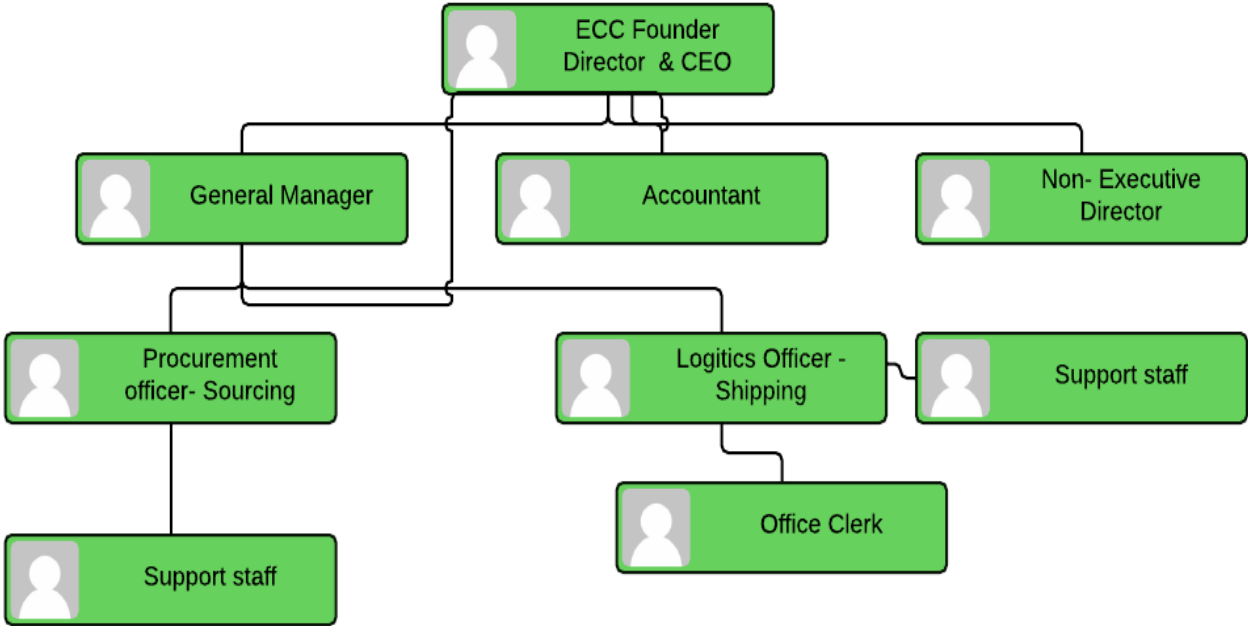 ECC Founder
Director & CEO
General Manager
Accountant
Non- Executive
Director
Procurement
officer- Sourcing
Logitics Officer -
Shipping
Support staff
Office Clerk
Support staff